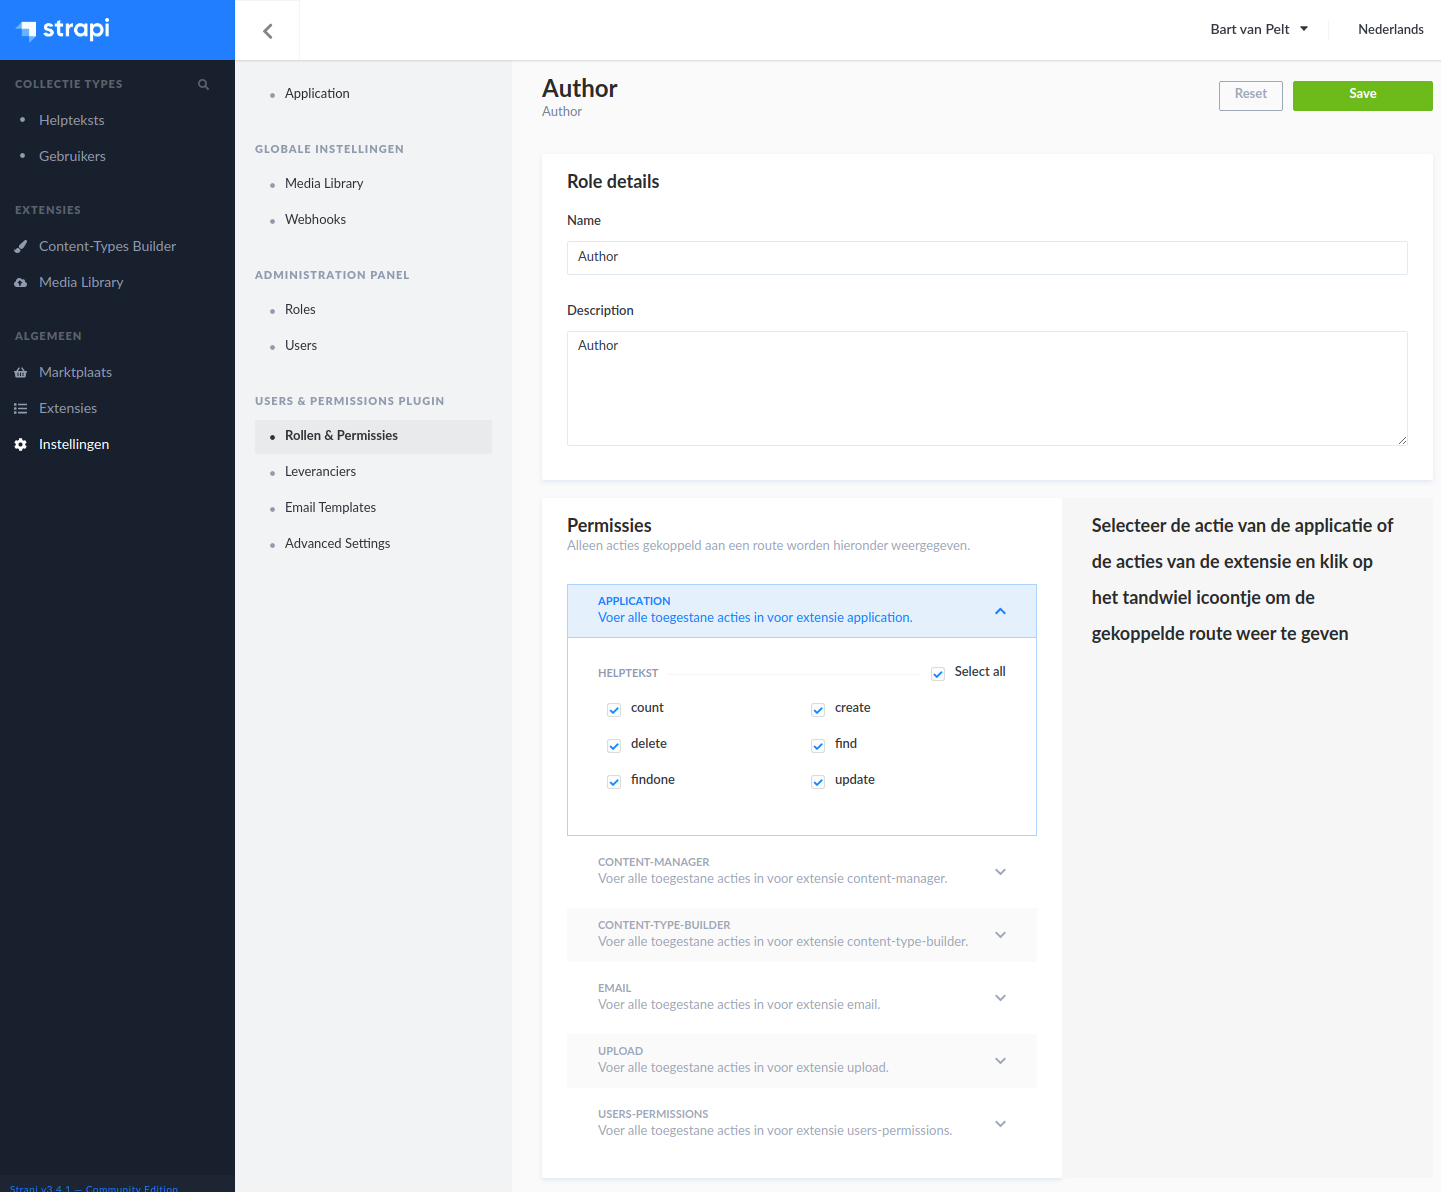 strapi
Bart van Pelt
Nederlands
COLLECTIE TYPES
Helpteksts
Gebruikers
EXTENSIES
Content-Types Builder
Media Library
ALGEMEEN
Marktplaats
Extensies
Instellingen
Strapi v3.4.1 — Community Edition
Application
GLOBALE INSTELLINGEN
Media Library
Webhooks
ADMINISTRATION PANEL
Roles
Users
USERS & PERMISSIONS PLUGIN
Rollen & Permissies
Leveranciers
Email Templates
Advanced Settings
Author
Author
Reset
Save
Role details
Name
Author
Description
Author
Permissies
Alleen acties gekoppeld aan een route worden hieronder weergegeven.
APPLICATION
Voer alle toegestane acties in voor extensie application.
HELPTEKST
Select all
count
create
delete
find
findone
update
CONTENT-MANAGER
Voer alle toegestane acties in voor extensie content-manager.
CONTENT-TYPE-BUILDER
Voer alle toegestane acties in voor extensie content-type-builder.
EMAIL
Voer alle toegestane acties in voor extensie email.
UPLOAD
Voer alle toegestane acties in voor extensie upload.
USERS-PERMISSIONS
Voer alle toegestane acties in voor extensie users-permissions.
Selecteer de actie van de applicatie of
de acties van de extensie en klik op
het tandwiel icoontje om de
gekoppelde route weer te geven